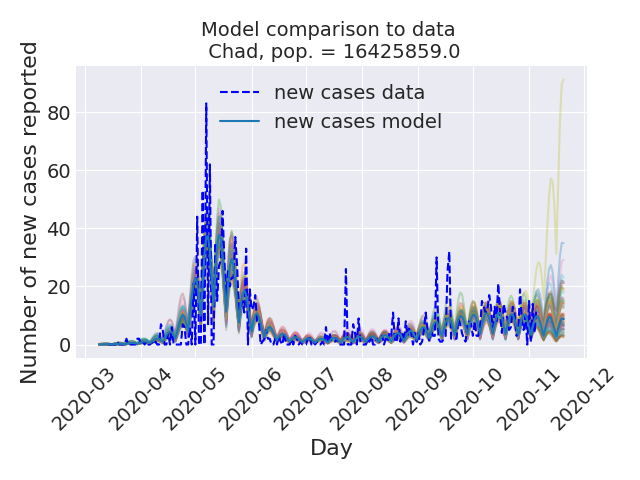 Model comparison to data
Chad, pop. = 16425859.0
Number of new cases reported
80
60
40
20
0
new cases data
new cases model
2020-03
2020-04
2020-05
2020-06
2020-07
2020-08
2020-09
2020-10
2020-11
2020-12
Day